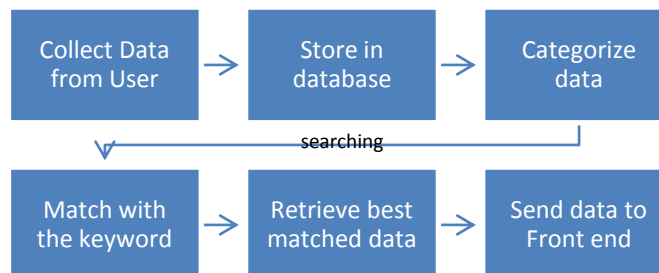 Collect Data
from User
Store in
database
Categorize
data
searching
Match with
the keyword
Retrieve best
matched data
Send data to
Front end